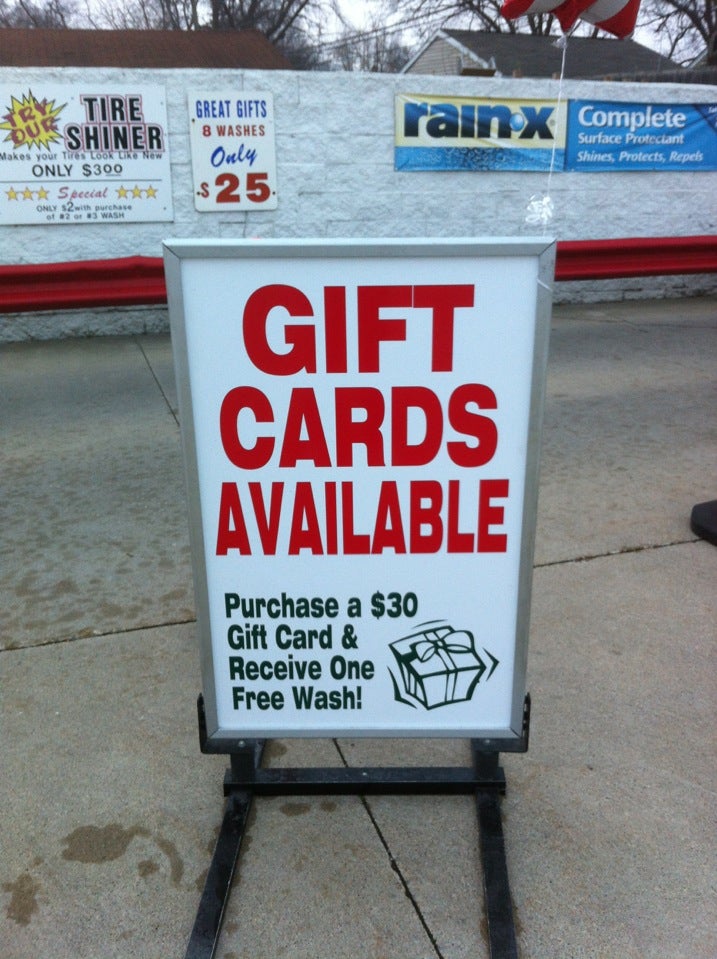 TRY
OUR
TIRE
SHINER
Makes your Tires Look Like New
ONLY $300
Special
ONLY $2 with purchase
of #2 or #3 WASH
GREAT GIFTS
8 WASHES
Only
$25.
rain-x
Complete
Surface Protectant
Shines, Protects, Repels
GIFT
CARDS
AVAILABLE
Purchase a $30
Gift Card &
Receive One
Free Wash!